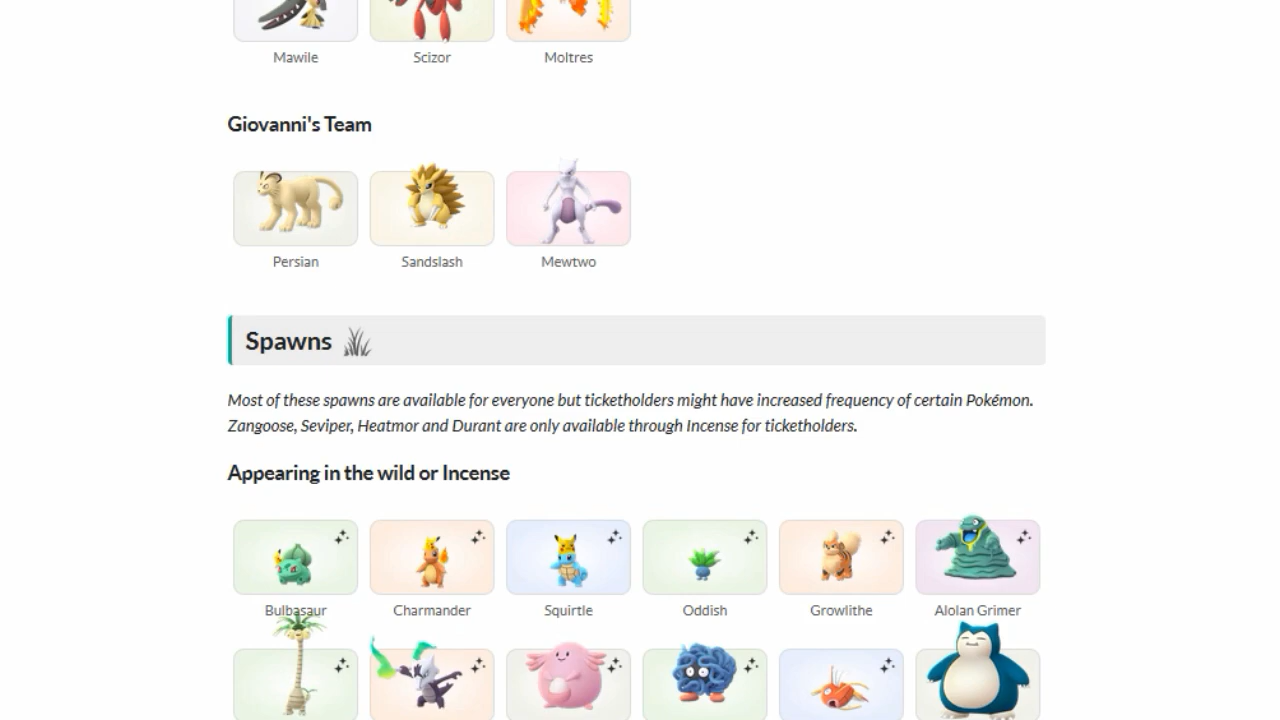 Mawile Scizor Moltres
Giovanni's Team
Persian Sandslash Mewtwo
Spawns
Most of these spawns are available for everyone but ticketholders might have increased frequency of certain Pokémon.
Zangoose, Seviper, Heatmor and Durant are only available through Incense for ticketholders.
Appearing in the wild or Incense
Bulbasaur Charmander Squirtle Oddish Growlithe Alolan Grimer